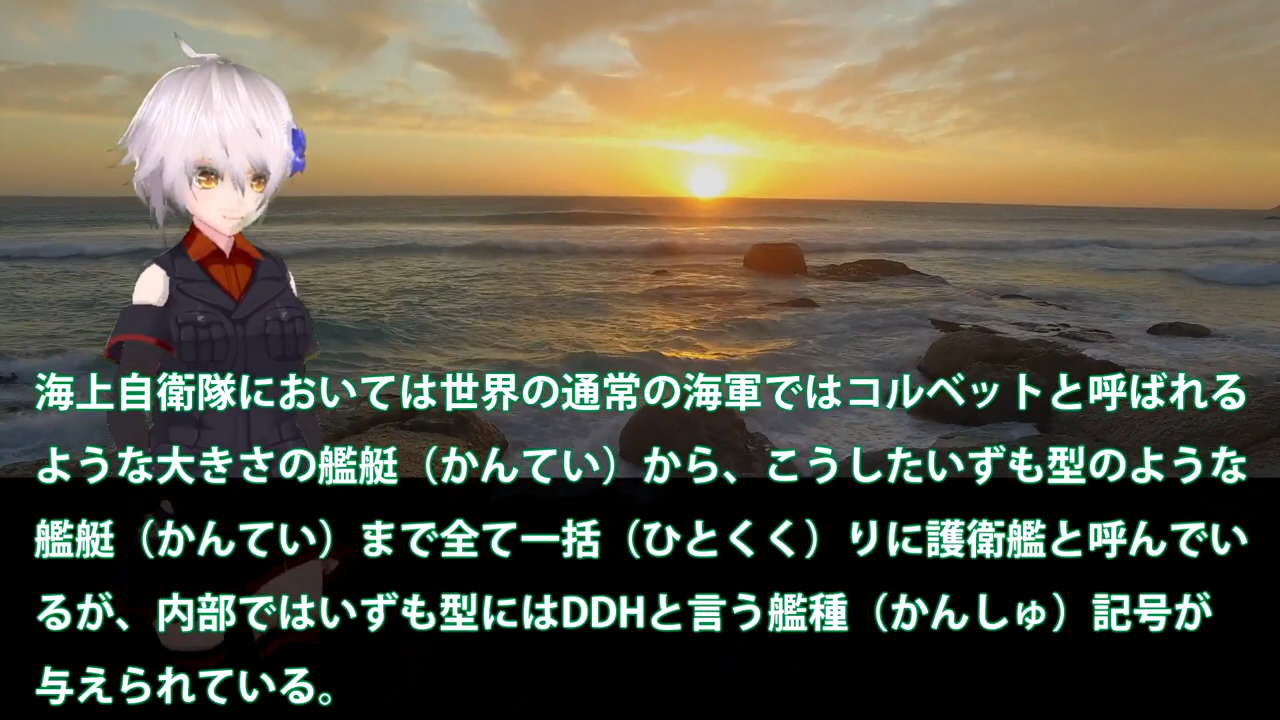 海上自衛隊においては世界の通常の海軍ではコルベットと呼ばれる
ような大きさの艦艇（かんてい）から、こうしたいずも型のような
艦艇（かんてい）まで全て一括（ひとくく）りに護衛艦と呼んでい
るが、内部ではいずも型にはDDHと言う艦種（かんしゅ）記号が
与えられている。